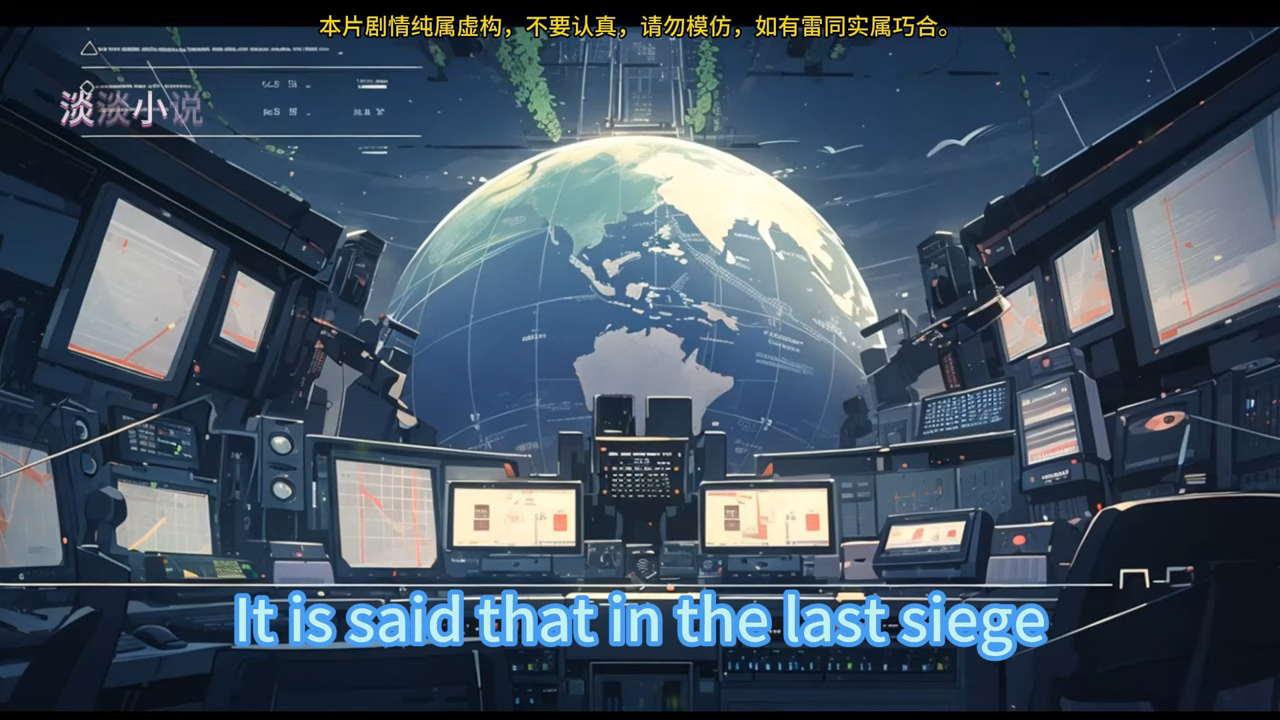 本片剧情纯属虚构，不要认真，请勿模仿，如有雷同实属巧合。
淡淡小说
It is said that in the last siege